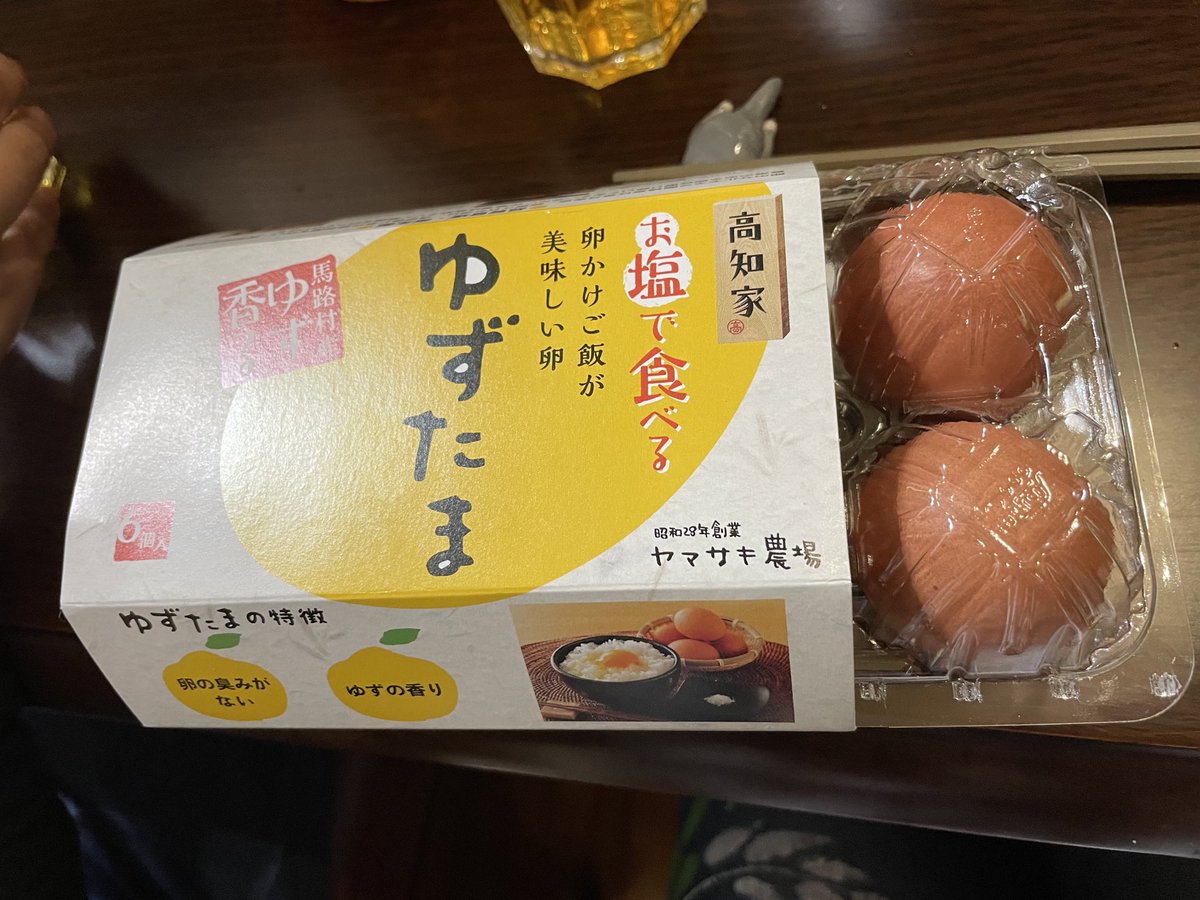 高知家
高
お塩で食べる
卵かけご飯が
美味しい卵
ゆずたま
馬路村
ゆず
香る
6個入
昭和28年創業
ヤマサキ農場
ゆずたまの特徴
卵の臭みが
ない
ゆずの香り